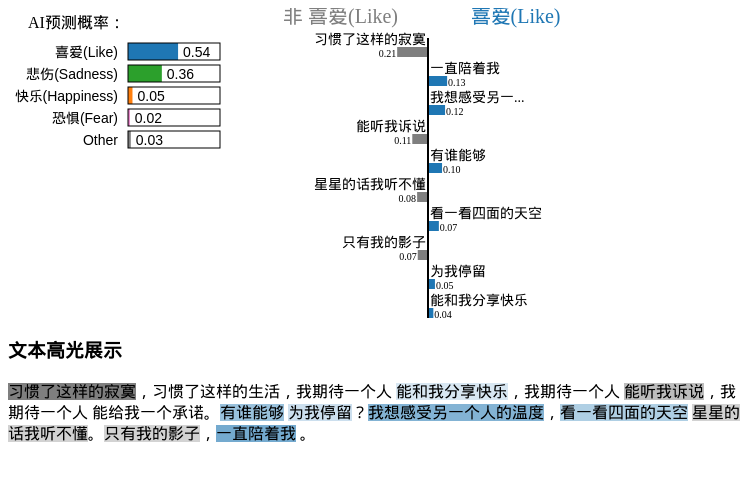 AI预测概率：
喜爱(Like) 0.54
悲伤(Sadness) 0.36
快乐(Happiness) 0.05
恐惧(Fear) 0.02
Other 0.03
非 喜爱(Like) 喜爱(Like)
习惯了这样的寂寞
0.21
一直陪着我
0.13
我想感受另一...
0.12
能听我诉说
0.11
有谁能够
0.10
星星的话我听不懂
0.08
看一看四面的天空
0.07
只有我的影子
0.07
为我停留
0.05
能和我分享快乐
0.04
文本高光展示
习惯了这样的寂寞，习惯了这样的生活，我期待一个人 能和我分享快乐，我期待一个人 能听我诉说，我
期待一个人 能给我一个承诺。有谁能够 为我停留？我想感受另一个人的温度，看一看四面的天空 星星的
话我听不懂。只有我的影子，一直陪着我 。